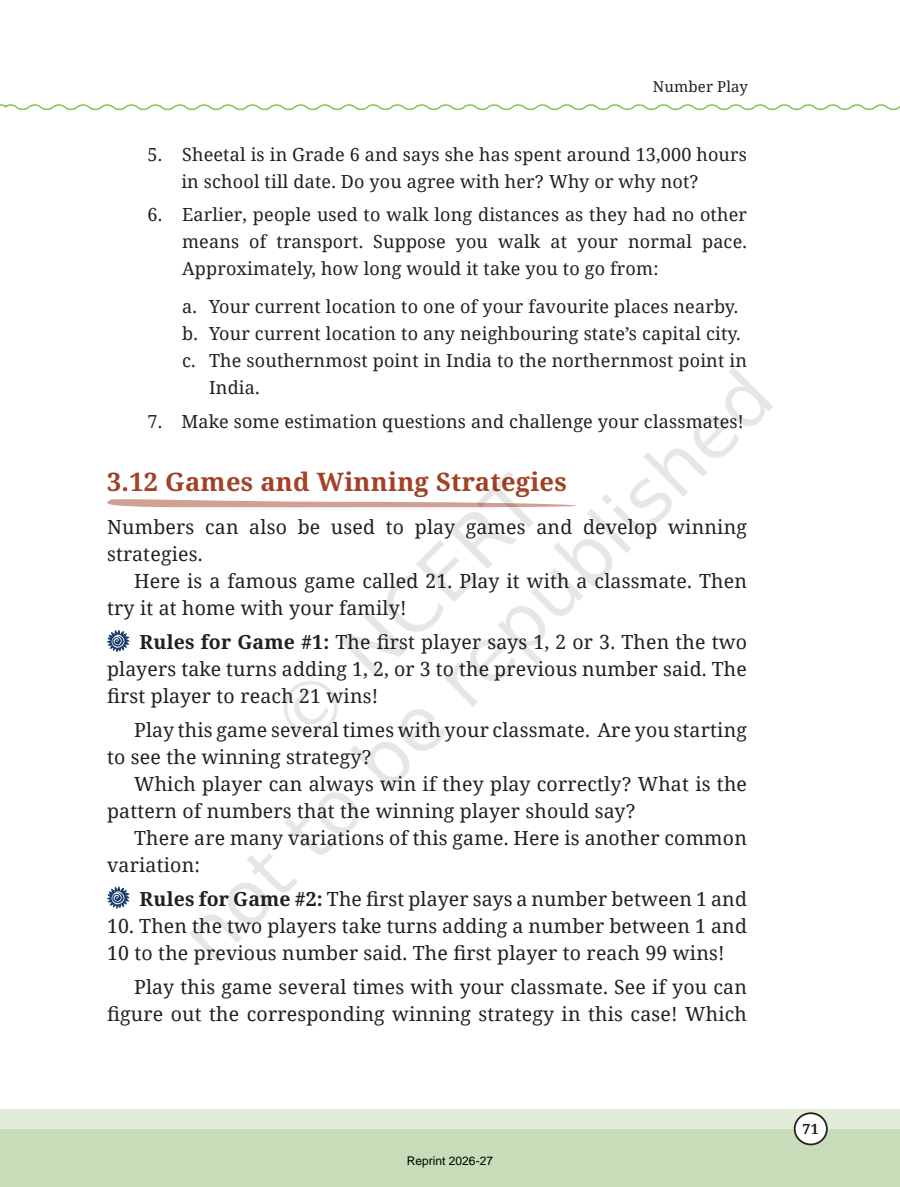 Number Play
5. Sheetal is in Grade 6 and says she has spent around 13,000 hours
in school till date. Do you agree with her? Why or why not?
6. Earlier, people used to walk long distances as they had no other
means of transport. Suppose you walk at your normal pace.
Approximately, how long would it take you to go from:
a. Your current location to one of your favourite places nearby.
b. Your current location to any neighbouring state’s capital city.
c. The southernmost point in India to the northernmost point in
India.
7. Make some estimation questions and challenge your classmates!
3.12 Games and Winning Strategies
Numbers can also be used to play games and develop winning
strategies.
Here is a famous game called 21. Play it with a classmate. Then
try it at home with your family!
Rules for Game #1: The first player says 1, 2 or 3. Then the two
players take turns adding 1, 2, or 3 to the previous number said. The
first player to reach 21 wins!
Play this game several times with your classmate. Are you starting
to see the winning strategy?
Which player can always win if they play correctly? What is the
pattern of numbers that the winning player should say?
There are many variations of this game. Here is another common
variation:
Rules for Game #2: The first player says a number between 1 and
10. Then the two players take turns adding a number between 1 and
10 to the previous number said. The first player to reach 99 wins!
Play this game several times with your classmate. See if you can
figure out the corresponding winning strategy in this case! Which
© NCERT
not to be republished
71
Reprint 2026-27